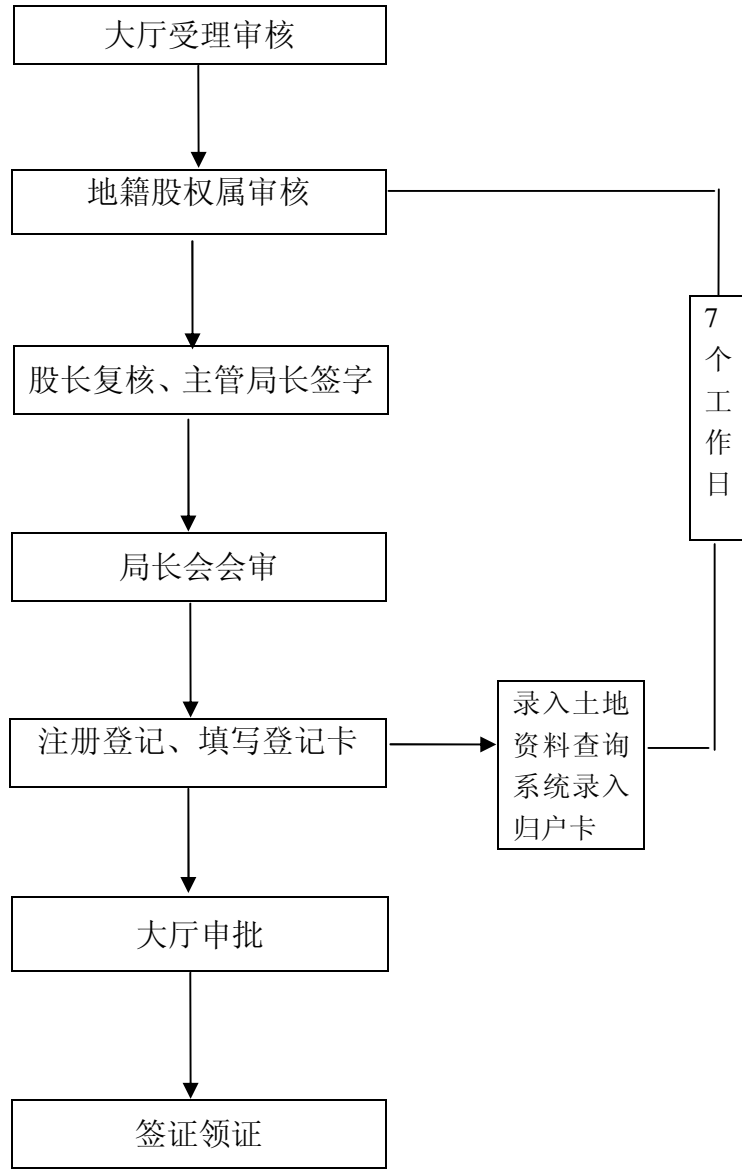 大厅受理审核
地籍股权属审核
7
个
工
作
日
股长复核、主管局长签字
局长会会审
注册登记、填写登记卡
录入土地
资料查询
系统录入
归户卡
大厅申批
签证领证